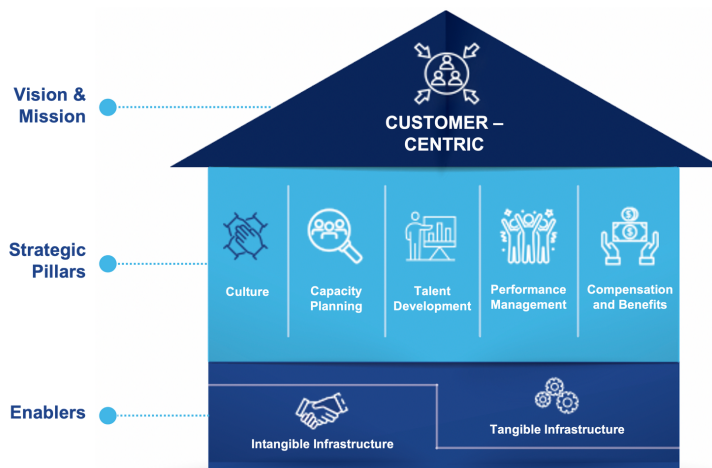 Vision &
Mission
CUSTOMER –
CENTRIC
Strategic
Pillars
Culture
Capacity
Planning
Talent
Development
Performance
Management
Compensation
and Benefits
Enablers
Intangible Infrastructure
Tangible Infrastructure